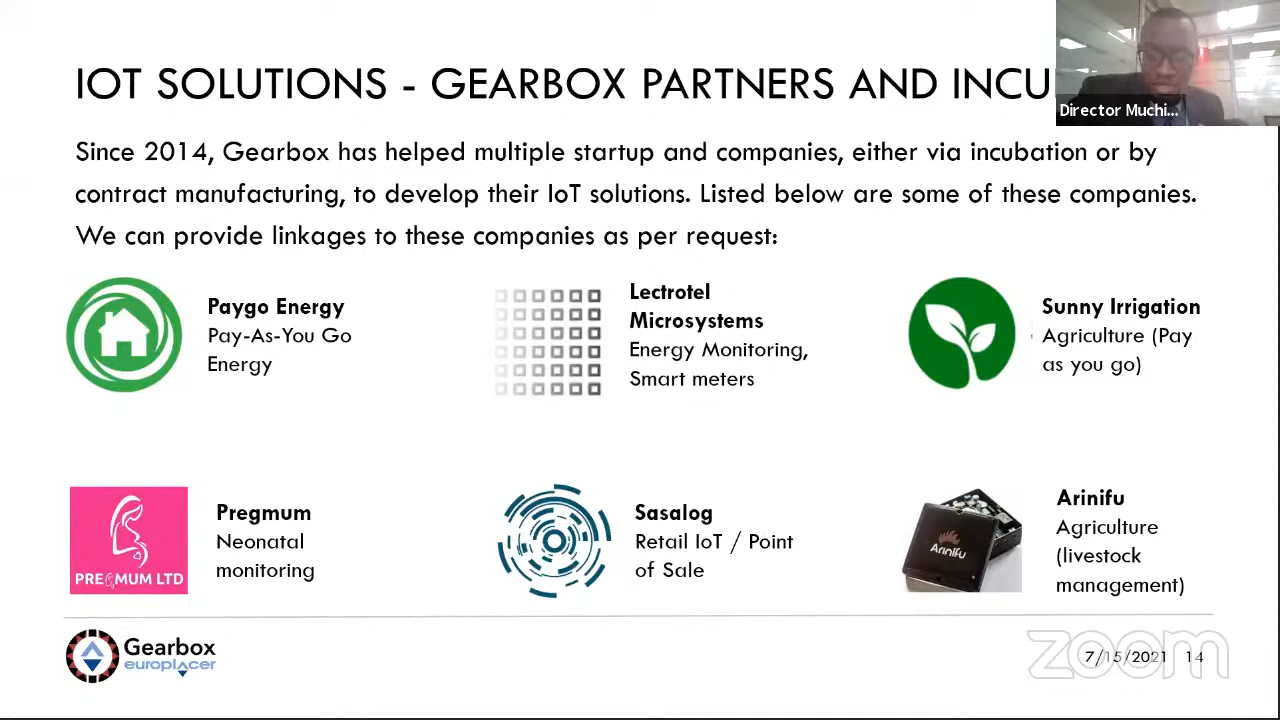 IOT SOLUTIONS - GEARBOX PARTNERS AND INCU
Director Muchi...
Since 2014, Gearbox has helped multiple startup and companies, either via incubation or by
contract manufacturing, to develop their IoT solutions. Listed below are some of these companies.
We can provide linkages to these companies as per request:
Paygo Energy
Pay-As-You Go
Energy
Lectrotel
Microsystems
Energy Monitoring,
Smart meters
Sunny Irrigation
Agriculture (Pay
as you go)
PREGMUM LTD
Pregmum
Neonatal
monitoring
Sasalog
Retail IoT / Point
of Sale
Arinifu
Arinifu
Agriculture
(livestock
management)
Gearbox
europlacer
zoom
7/15/2021 14